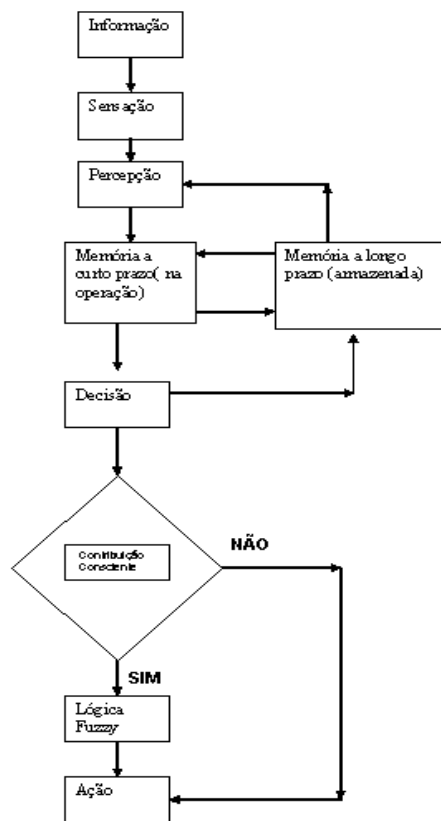 Informação
Sensação
Percepção
Memória a
curto prazo( na
operação)
Memória a longo
prazo (armazenada)
Decisão
Contribuição
Consciente
NÃO
SIM
Lógica
Fuzzy
Ação